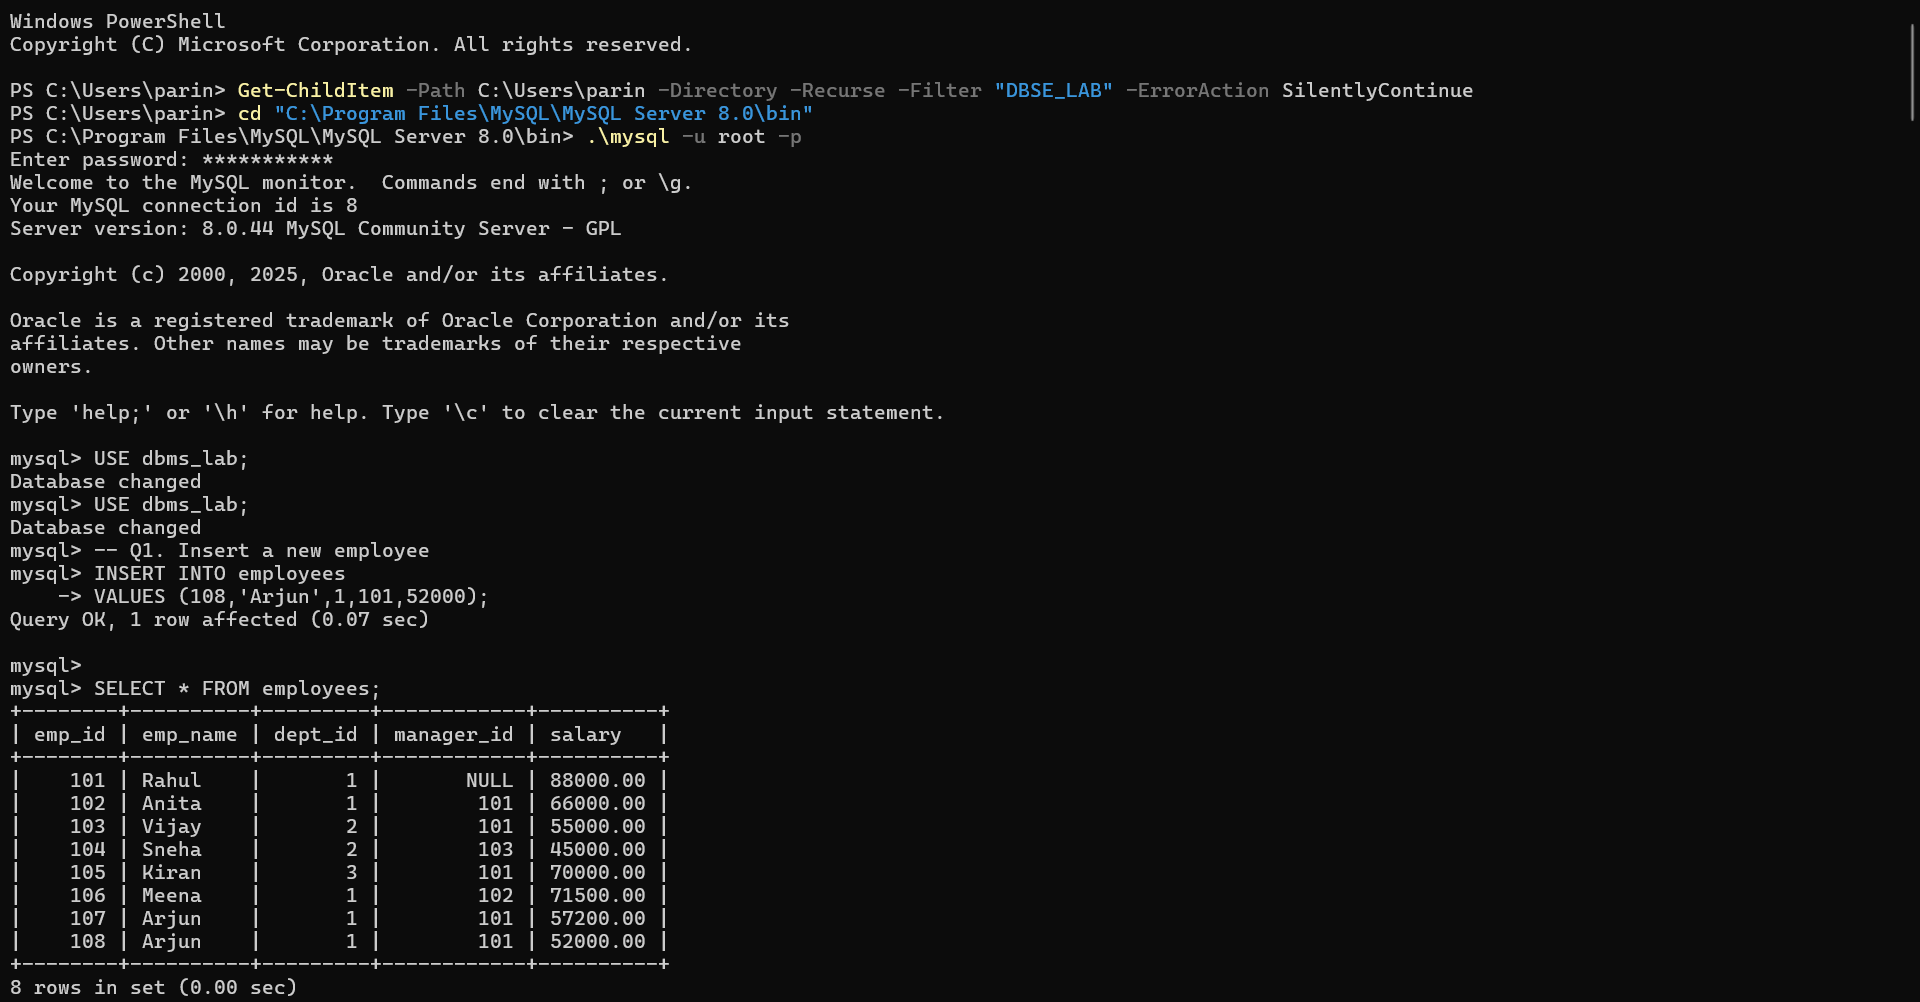 Windows PowerShell
Copyright (C) Microsoft Corporation. All rights reserved.
PS C:\Users\parin> Get-ChildItem -Path C:\Users\parin -Directory -Recurse -Filter "DBSE_LAB" -ErrorAction SilentlyContinue
PS C:\Users\parin> cd "C:\Program Files\MySQL\MySQL Server 8.0\bin"
PS C:\Program Files\MySQL\MySQL Server 8.0\bin> .\mysql -u root -p
Enter password: ***********
Welcome to the MySQL monitor.  Commands end with ; or \g.
Your MySQL connection id is 8
Server version: 8.0.44 MySQL Community Server - GPL
Copyright (c) 2000, 2025, Oracle and/or its affiliates.
Oracle is a registered trademark of Oracle Corporation and/or its
affiliates. Other names may be trademarks of their respective
owners.
Type 'help;' or '\h' for help. Type '\c' to clear the current input statement.
mysql> USE dbms_lab;
Database changed
mysql> USE dbms_lab;
Database changed
mysql> -- Q1. Insert a new employee
mysql> INSERT INTO employees
    -> VALUES (108,'Arjun',1,101,52000);
Query OK, 1 row affected (0.07 sec)
mysql>
mysql> SELECT * FROM employees;
+--------+----------+---------+------------+----------+
| emp_id | emp_name | dept_id | manager_id | salary   |
+--------+----------+---------+------------+----------+
|    101 | Rahul    |       1 |       NULL | 88000.00 |
|    102 | Anita    |       1 |        101 | 66000.00 |
|    103 | Vijay    |       2 |        101 | 55000.00 |
|    104 | Sneha    |       2 |        103 | 45000.00 |
|    105 | Kiran    |       3 |        101 | 70000.00 |
|    106 | Meena    |       1 |        102 | 71500.00 |
|    107 | Arjun    |       1 |        101 | 57200.00 |
|    108 | Arjun    |       1 |        101 | 52000.00 |
+--------+----------+---------+------------+----------+
8 rows in set (0.00 sec)